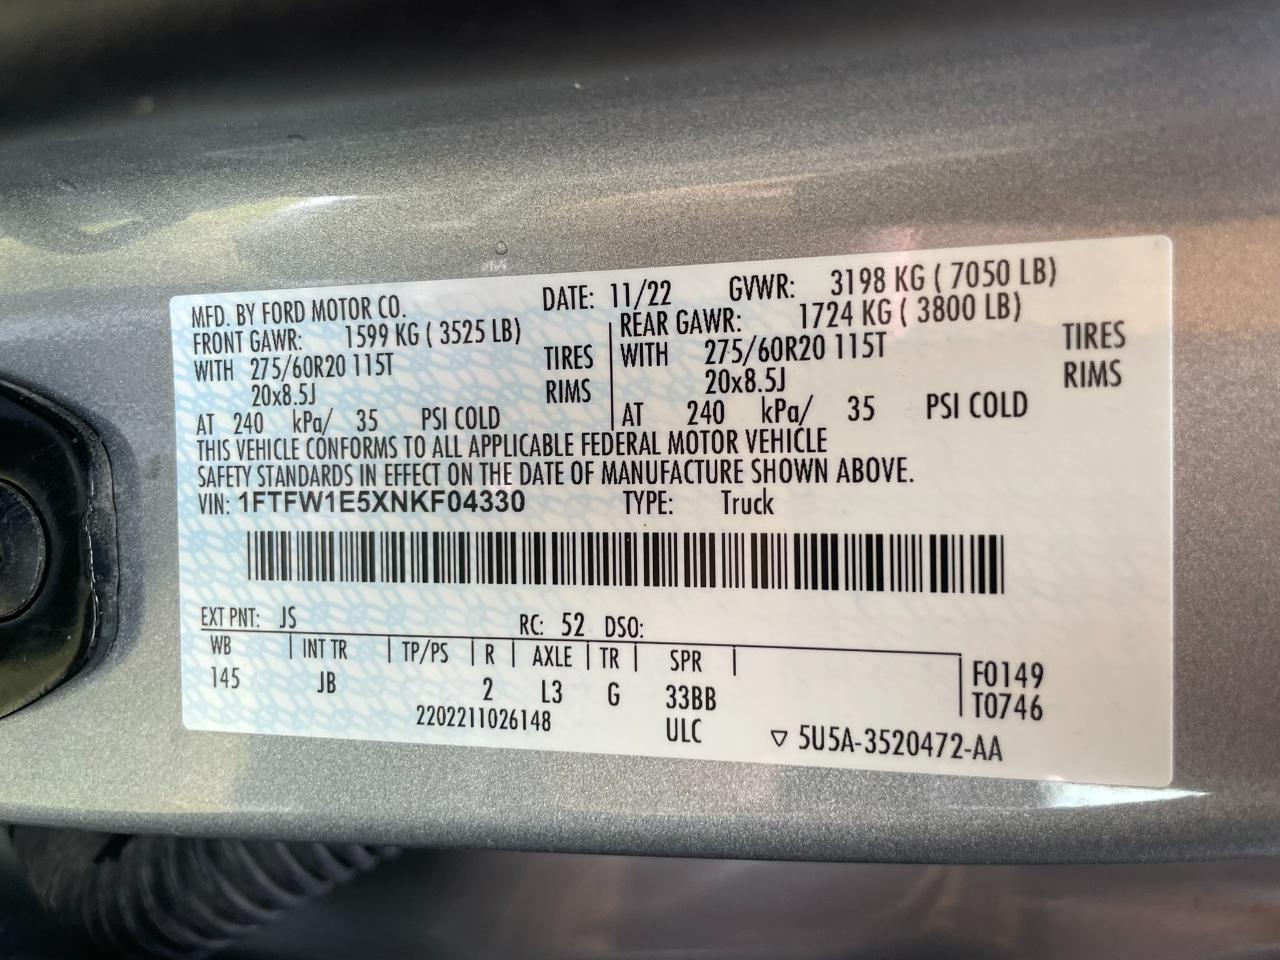 MFD. BY FORD MOTOR CO. DATE: 11/22 GVWR: 3198 KG ( 7050 LB)
FRONT GAWR: 1599 KG ( 3525 LB) REAR GAWR: 1724 KG ( 3800 LB)
WITH 275/60R20 115T TIRES WITH 275/60R20 115T TIRES
20x8.5J RIMS 20x8.5J RIMS
AT 240 kPa/ 35 PSI COLD AT 240 kPa/ 35 PSI COLD
THIS VEHICLE CONFORMS TO ALL APPLICABLE FEDERAL MOTOR VEHICLE
SAFETY STANDARDS IN EFFECT ON THE DATE OF MANUFACTURE SHOWN ABOVE.
VIN: 1FTFW1E5XNKF04330 TYPE: Truck
EXT PNT: JS RC: 52 DSO:
WB INT TR TP/PS R AXLE TR SPR F0149
145 JB 2 L3 G 33BB T0746
2202211026148 ULC ▽ 5U5A-3520472-AA